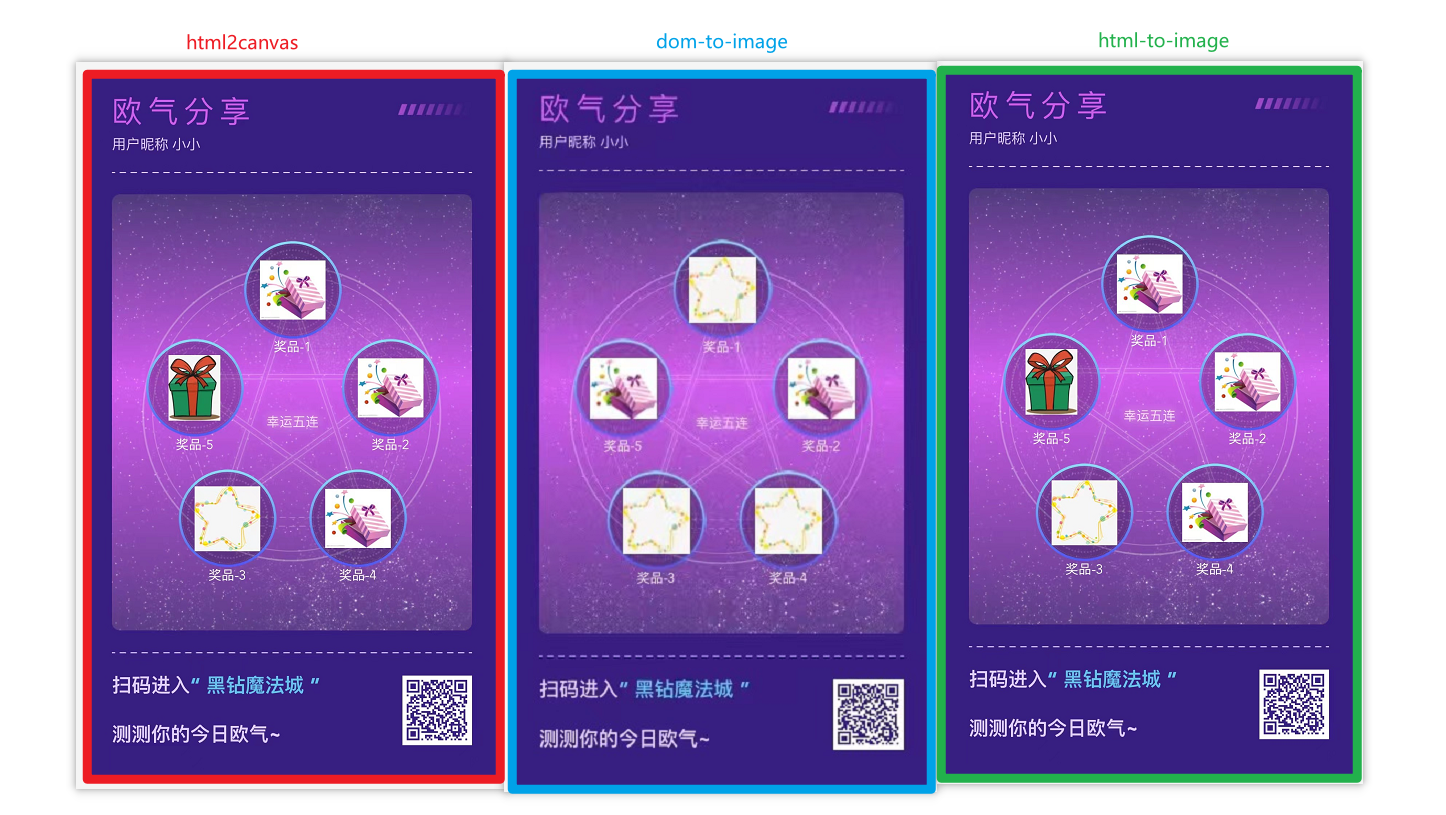 html2canvas
欧气分享
用户昵称 小小
奖品-1
奖品-5
奖品-2
幸运五连
奖品-3
奖品-4
扫码进入“ 黑钻魔法城 ”
测测你的今日欧气~
dom-to-image
欧气分享
用户昵称 小小
奖品-1
奖品-5
奖品-2
幸运五连
奖品-3
奖品-4
扫码进入“ 黑钻魔法城 ”
测测你的今日欧气~
html-to-image
欧气分享
用户昵称 小小
奖品-1
奖品-5
奖品-2
幸运五连
奖品-3
奖品-4
扫码进入“ 黑钻魔法城 ”
测测你的今日欧气~